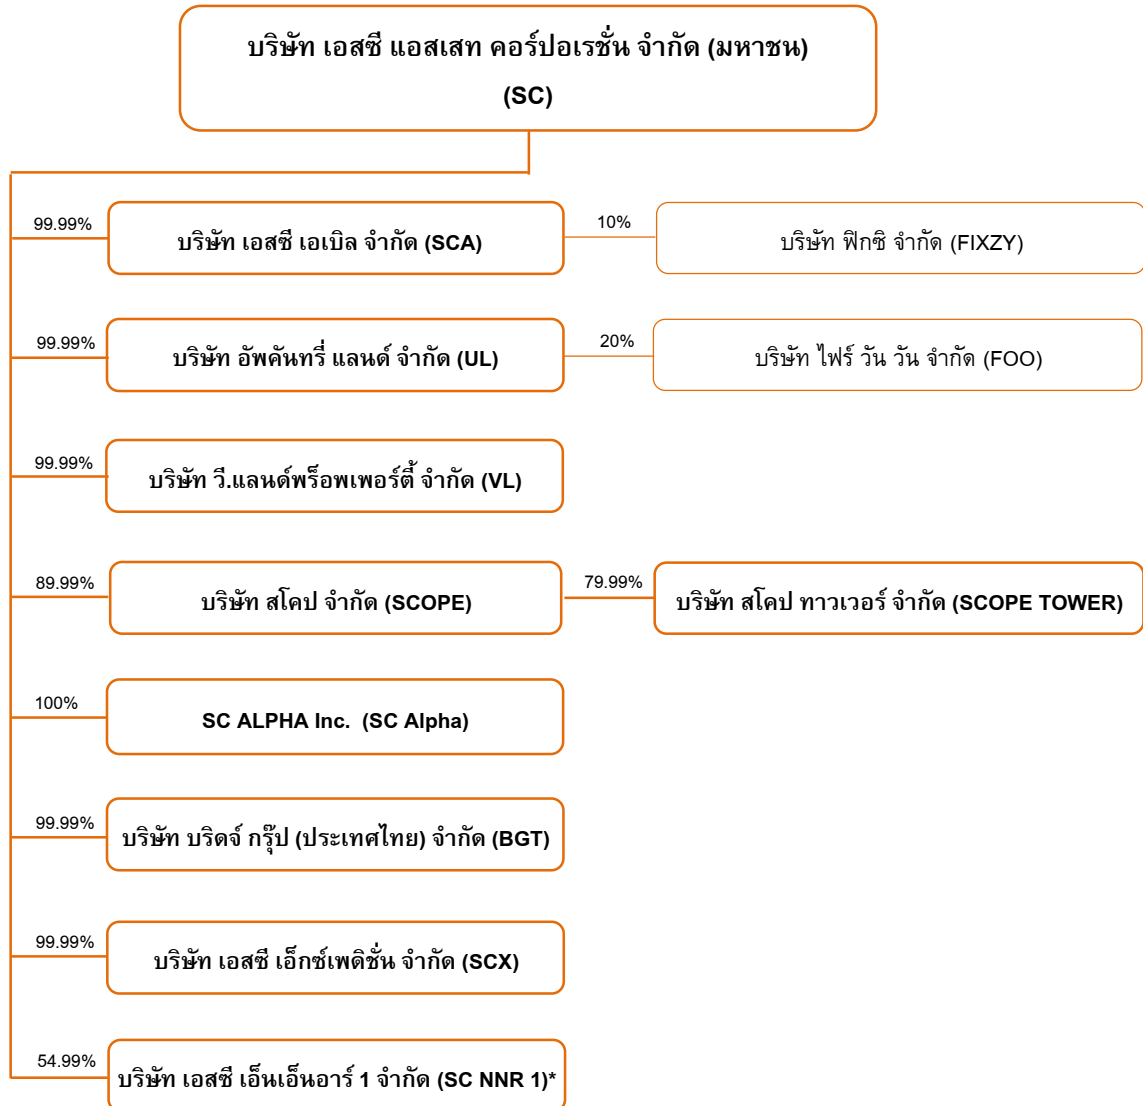 บริษัท เอสซี แอสเสท คอร์ปอเรชั่น จำกัด (มหาชน)
(SC)
99.99%
บริษัท เอสซี เอเบิล จำกัด (SCA)
10%
บริษัท ฟิกซิ จำกัด (FIXZY)
99.99%
บริษัท อัพคันทรี่ แลนด์ จำกัด (UL)
20%
บริษัท ไฟร์ วัน วัน จำกัด (FOO)
99.99%
บริษัท วี.แลนด์พร็อพเพอร์ตี้ จำกัด (VL)
89.99%
บริษัท สโคป จำกัด (SCOPE)
79.99%
บริษัท สโคป ทาวเวอร์ จำกัด (SCOPE TOWER)
100%
SC ALPHA Inc. (SC Alpha)
99.99%
บริษัท บริดจ์ กรุ๊ป (ประเทศไทย) จำกัด (BGT)
99.99%
บริษัท เอสซี เอ็กซ์เพดิชั่น จำกัด (SCX)
54.99%
บริษัท เอสซี เอ็นเอ็นอาร์ 1 จำกัด (SC NNR 1)*